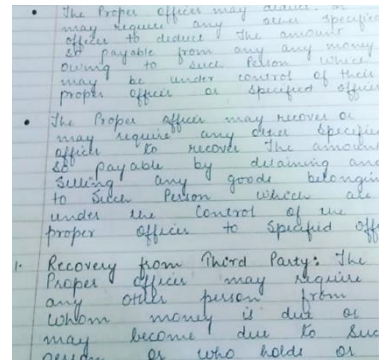 • The Proper officer may deduct or
may require any other specified
officer to deduct The amount
so payable from any any money
owing to such Person which
may be under control of their
proper officer or specified officer
• The Proper officer may recover or
may require any other specified
officer to recover The amount
so payable by detaining and
selling any goods belonging
to Such Person which are
under the control of the
proper officer to Specified off
1. Recovery from Third Party: The
Proper officer may require
any other person from
whom money is due or
may become due to suc
person or who holds or